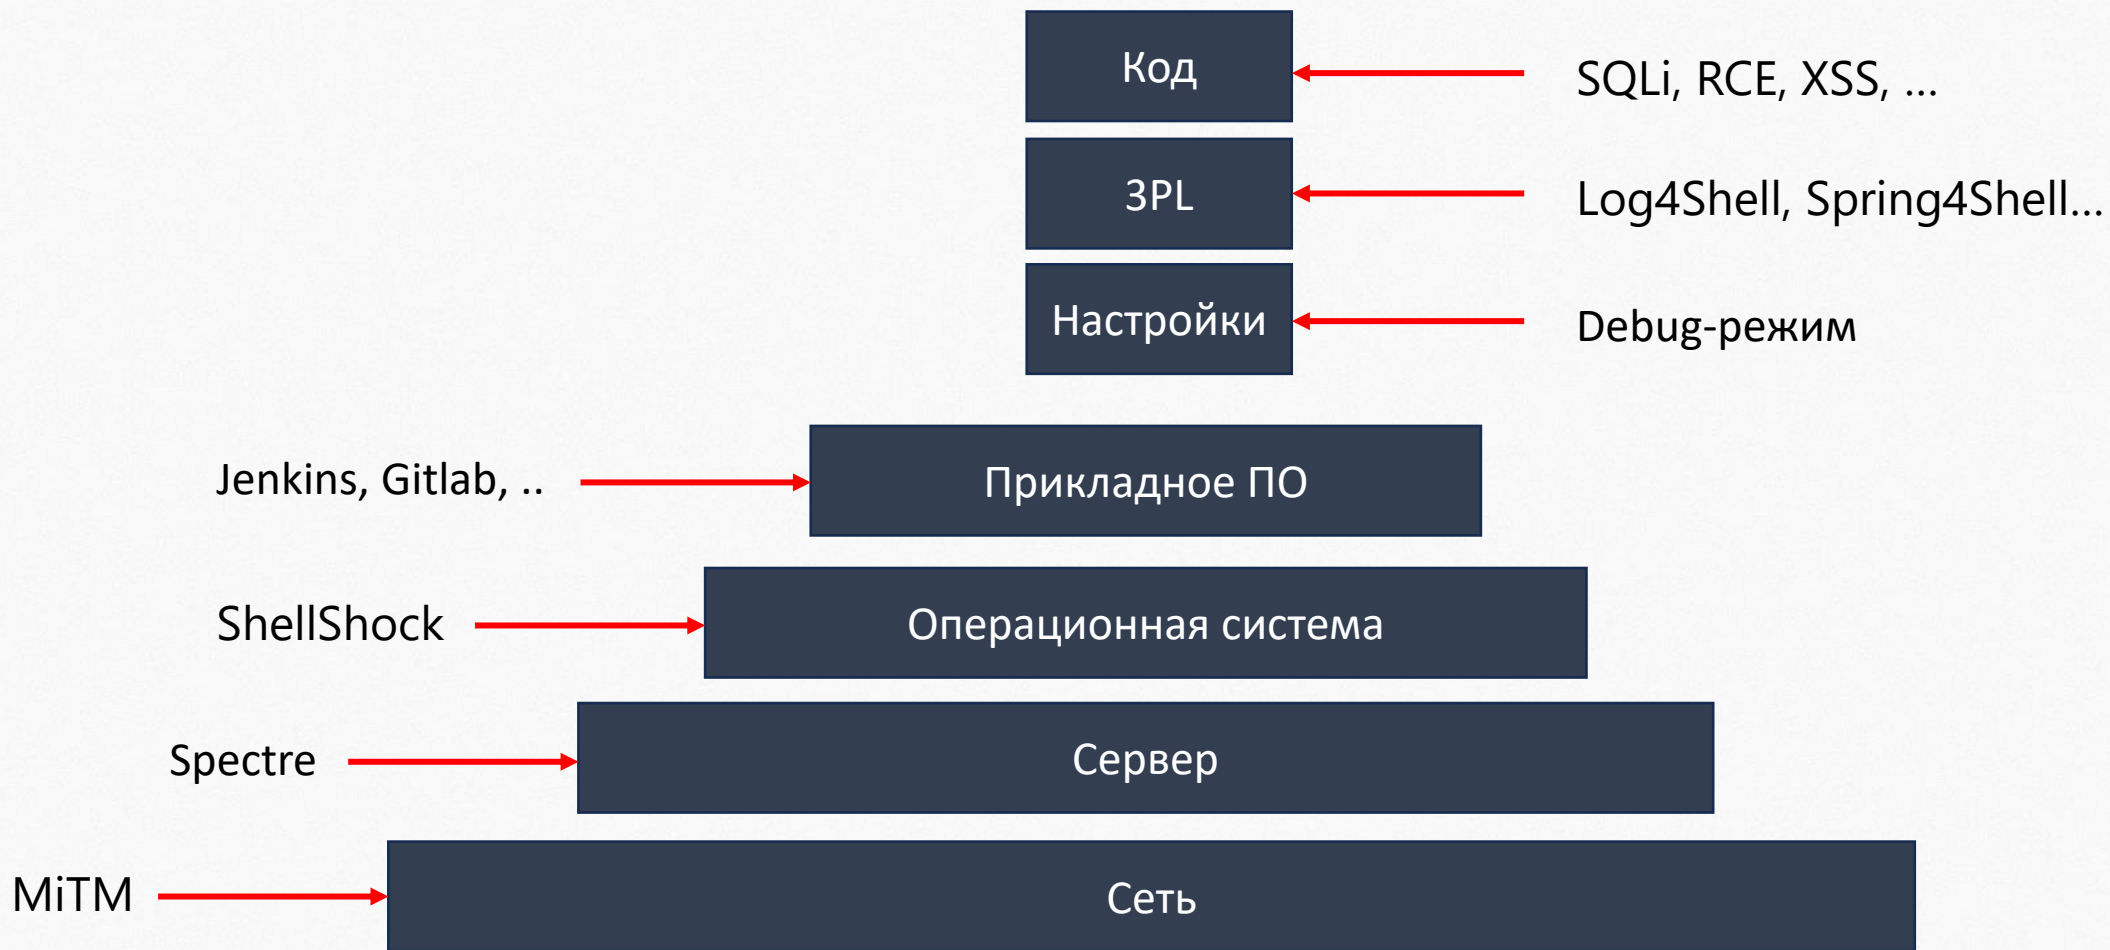 Код
SQLi, RCE, XSS, ...
3PL
Log4Shell, Spring4Shell...
Настройки
Debug-режим
Jenkins, Gitlab, ..
Прикладное ПО
ShellShock
Операционная система
Spectre
Сервер
MiTM
Сеть